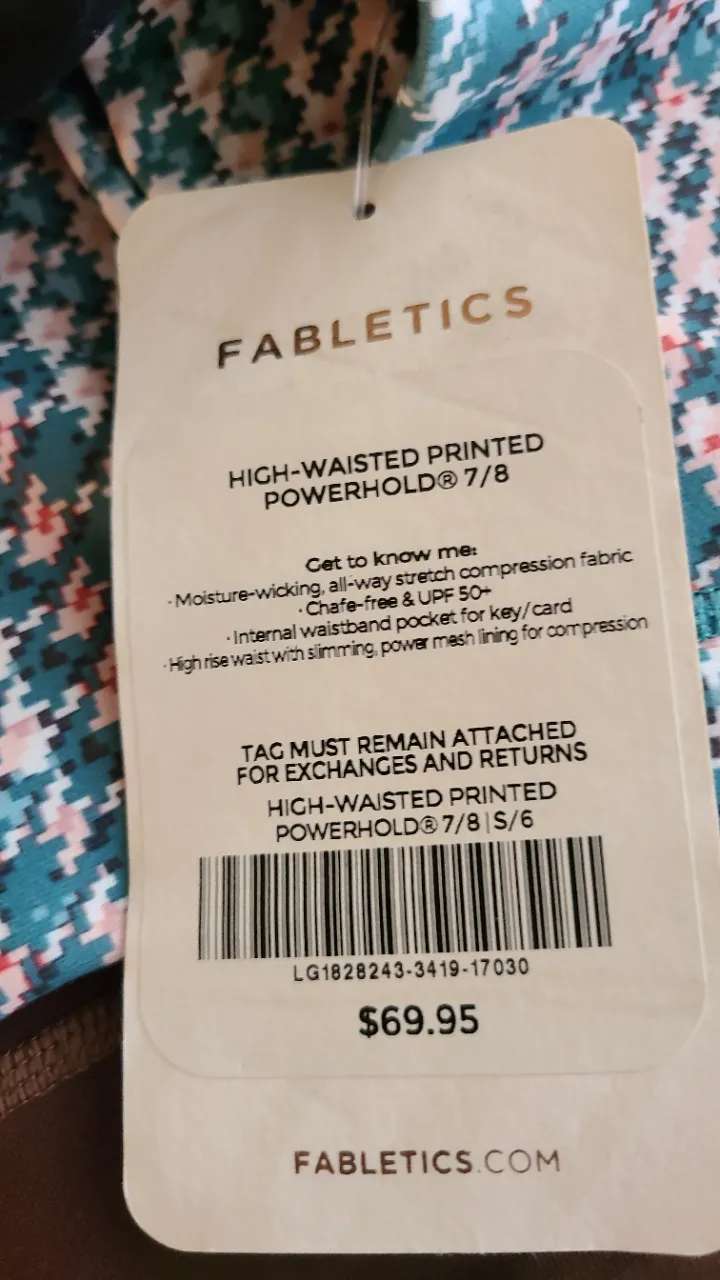 FABLETICS
HIGH-WAISTED PRINTED
POWERHOLD® 7/8
Get to know me:
· Moisture-wicking, all-way stretch compression fabric
· Chafe-free & UPF 50+
· Internal waistband pocket for key/card
· High rise waist with slimming, power mesh lining for compression
TAG MUST REMAIN ATTACHED
FOR EXCHANGES AND RETURNS
HIGH-WAISTED PRINTED
POWERHOLD® 7/8 | S/6
LG1828243-3419-17030
$69.95
FABLETICS.COM